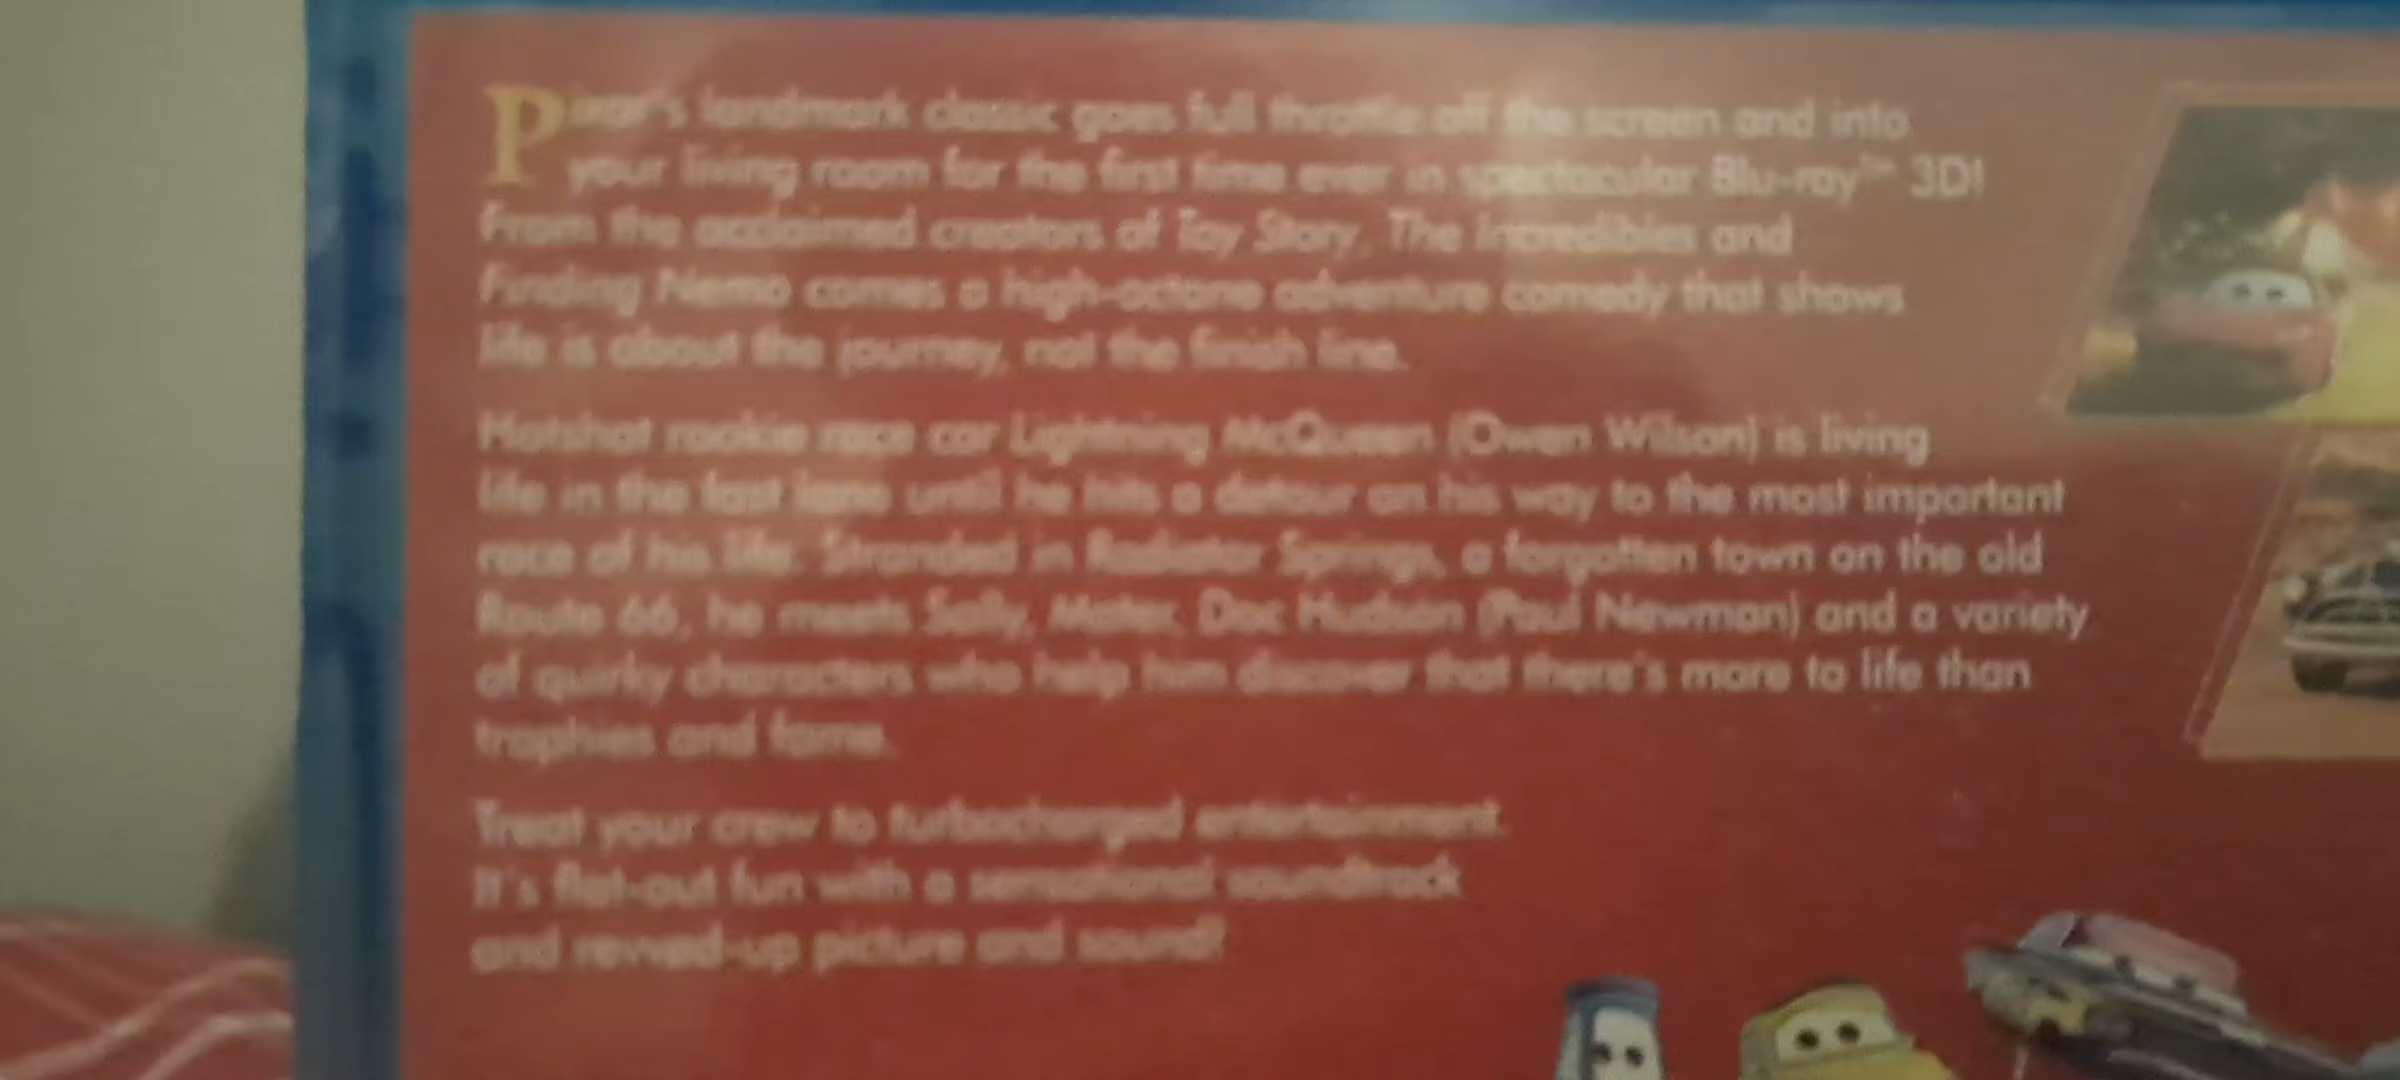 Pixar's landmark classic goes full throttle off the screen and into
your living room for the first time ever in spectacular Blu-ray™ 3D!
From the acclaimed creators of Toy Story, The Incredibles and
Finding Nemo comes a high-octane adventure comedy that shows
life is about the journey, not the finish line.
Hotshot rookie race car Lightning McQueen (Owen Wilson) is living
life in the fast lane until he hits a detour on his way to the most important
race of his life. Stranded in Radiator Springs, a forgotten town on the old
Route 66, he meets Sally, Mater, Doc Hudson (Paul Newman) and a variety
of quirky characters who help him discover that there's more to life than
trophies and fame.
Treat your crew to turbocharged entertainment.
It's flat-out fun with a sensational soundtrack
and revved-up picture and sound!